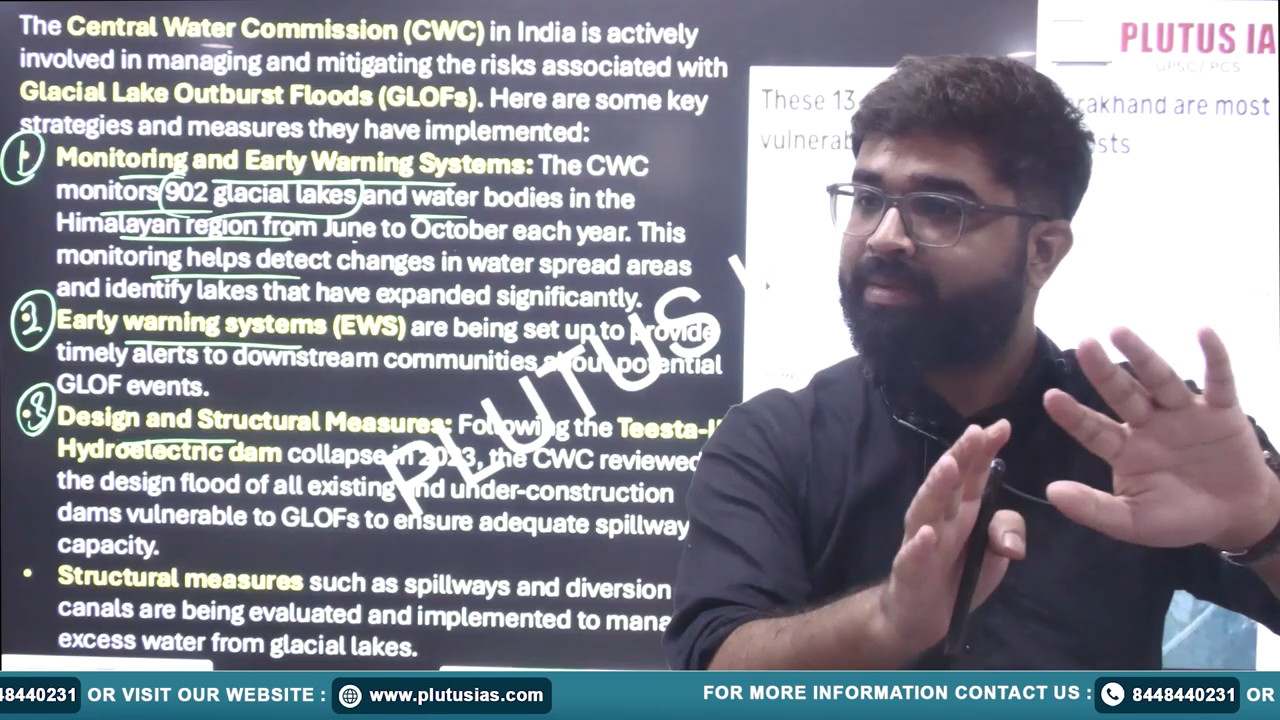 The Central Water Commission (CWC) in India is actively
involved in managing and mitigating the risks associated with
Glacial Lake Outburst Floods (GLOFs). Here are some key
strategies and measures they have implemented:
1
Monitoring and Early Warning Systems: The CWC
monitors 902 glacial lakes and water bodies in the
Himalayan region from June to October each year. This
monitoring helps detect changes in water spread areas
and identify lakes that have expanded significantly.
2
Early warning systems (EWS) are being set up to provide
timely alerts to downstream communities about potential
GLOF events.
3
Design and Structural Measures: Following the Teesta-I
Hydroelectric dam collapse in 2023, the CWC reviewed
the design flood of all existing and under-construction
dams vulnerable to GLOFs to ensure adequate spillway
capacity.
• Structural measures such as spillways and diversion
canals are being evaluated and implemented to mana
excess water from glacial lakes.
PLUTUS
PLUTUS IA
UPSC/PCS
These 13 arakhand are most
vulnerab sts
48440231 OR VISIT OUR WEBSITE : www.plutusias.com FOR MORE INFORMATION CONTACT US : 8448440231 OR